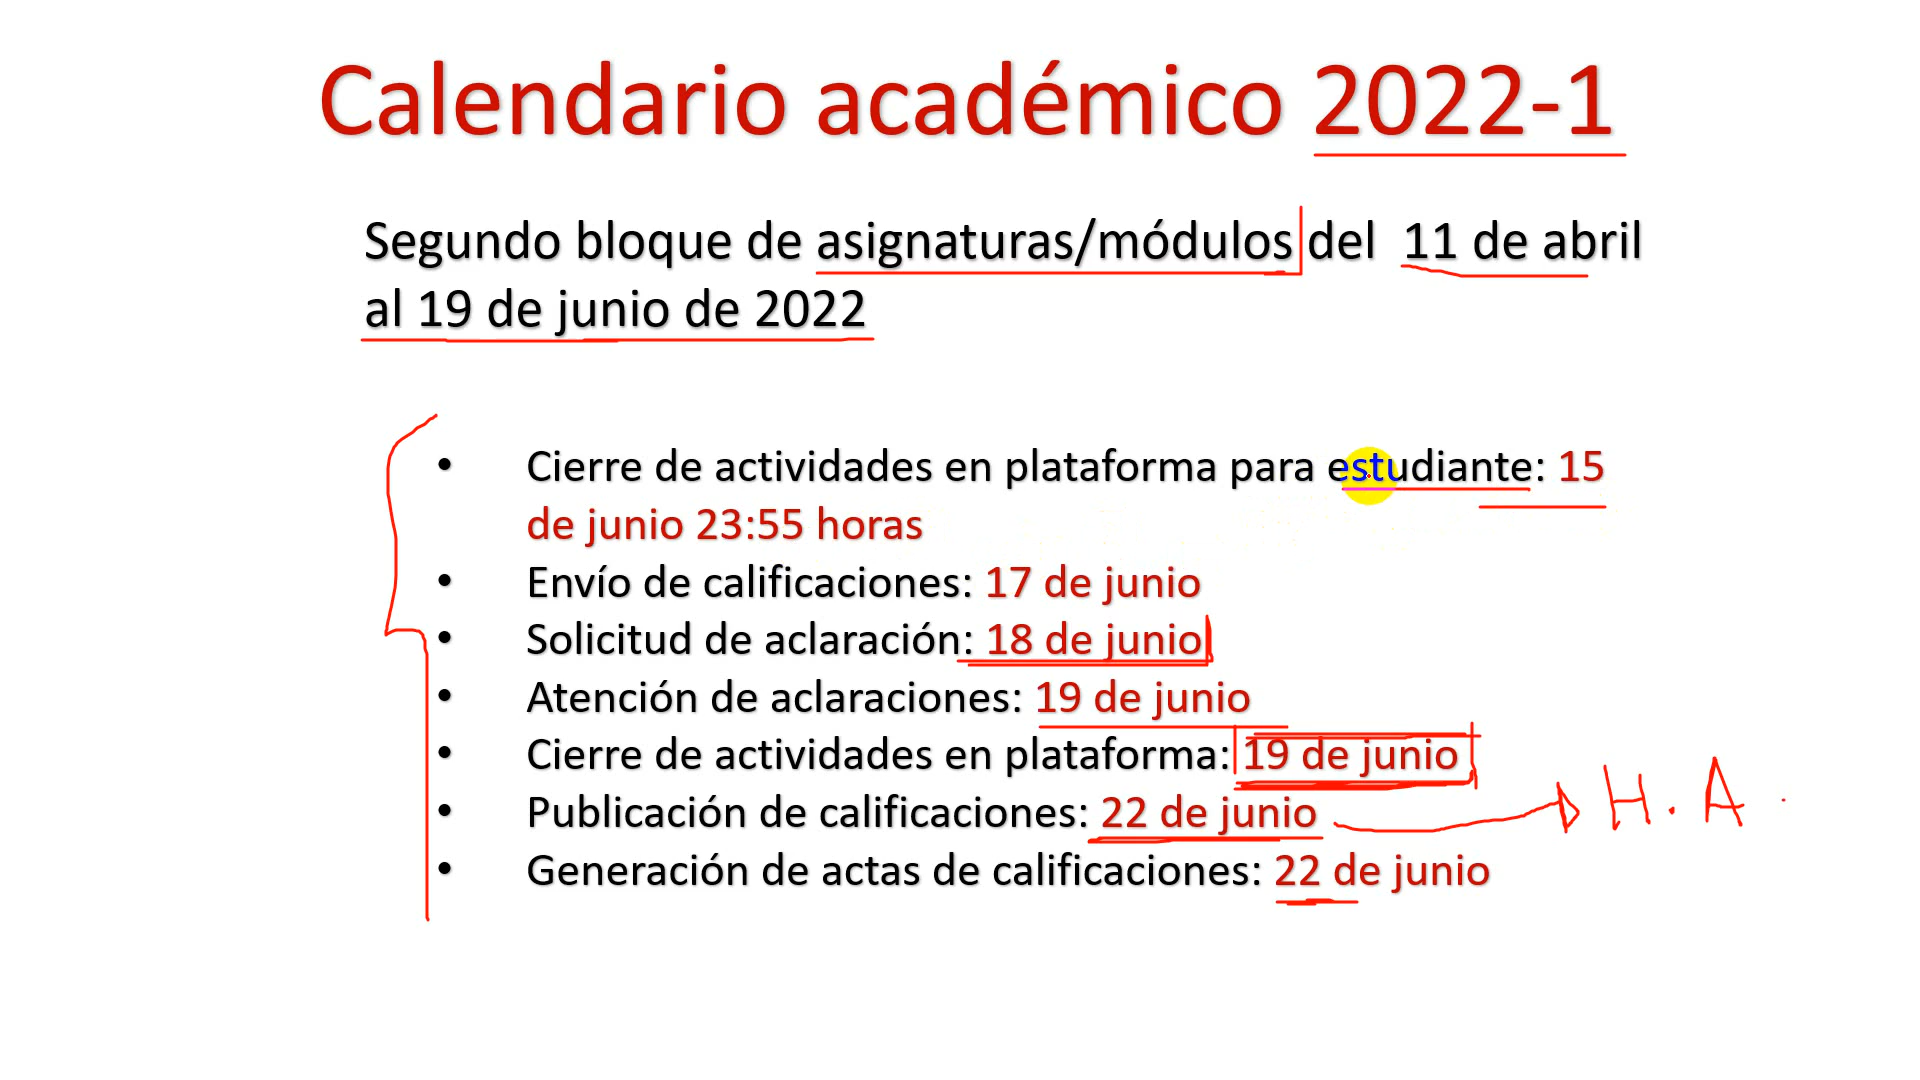 Calendario académico 2022-1
Segundo bloque de asignaturas/módulos del 11 de abril
al 19 de junio de 2022
• Cierre de actividades en plataforma para estudiante: 15
de junio 23:55 horas
• Envío de calificaciones: 17 de junio
• Solicitud de aclaración: 18 de junio
• Atención de aclaraciones: 19 de junio
• Cierre de actividades en plataforma: 19 de junio
• Publicación de calificaciones: 22 de junio H.A.
• Generación de actas de calificaciones: 22 de junio